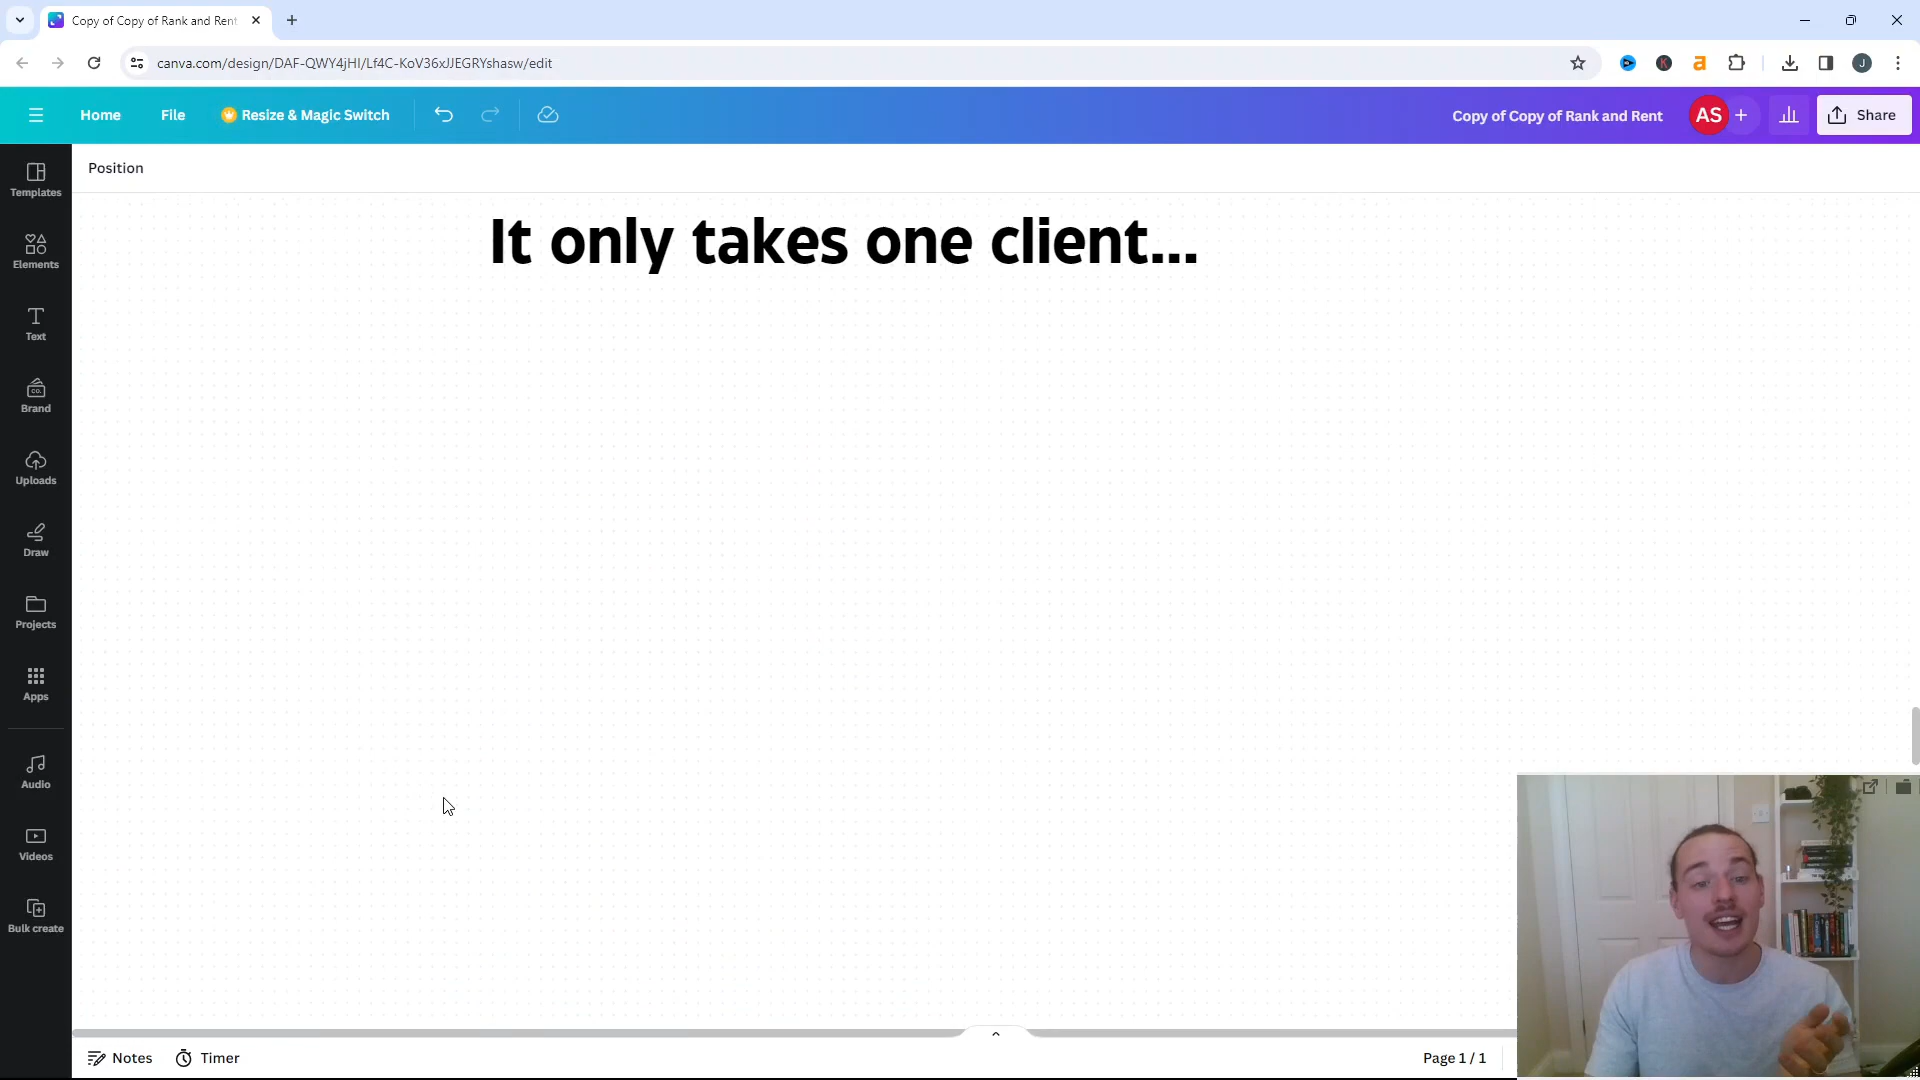 Copy of Copy of Rank and Rent
canva.com/design/DAF-QWY4jHI/Lf4C-KoV36xJJEGRYshasw/edit
a
J
Home
File
Resize & Magic Switch
Copy of Copy of Rank and Rent
AS
+
Share
Position
It only takes one client...
Templates
Elements
Text
Brand
Uploads
Draw
Projects
Apps
Audio
Videos
Bulk create
Notes
Timer
Page 1 / 1